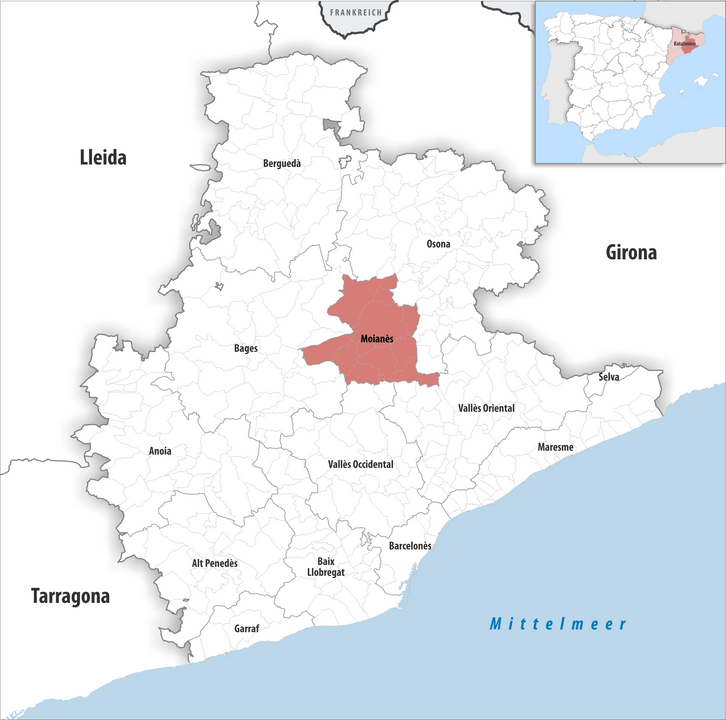 FRANKREICH
Katalonien
Lleida
Berguedà
Osona
Girona
Moianès
Bages
Selva
Vallès Oriental
Maresme
Anoia
Vallès Occidental
Barcelonès
Alt Penedès
Baix
Llobregat
Tarragona
Garraf
Mittelmeer